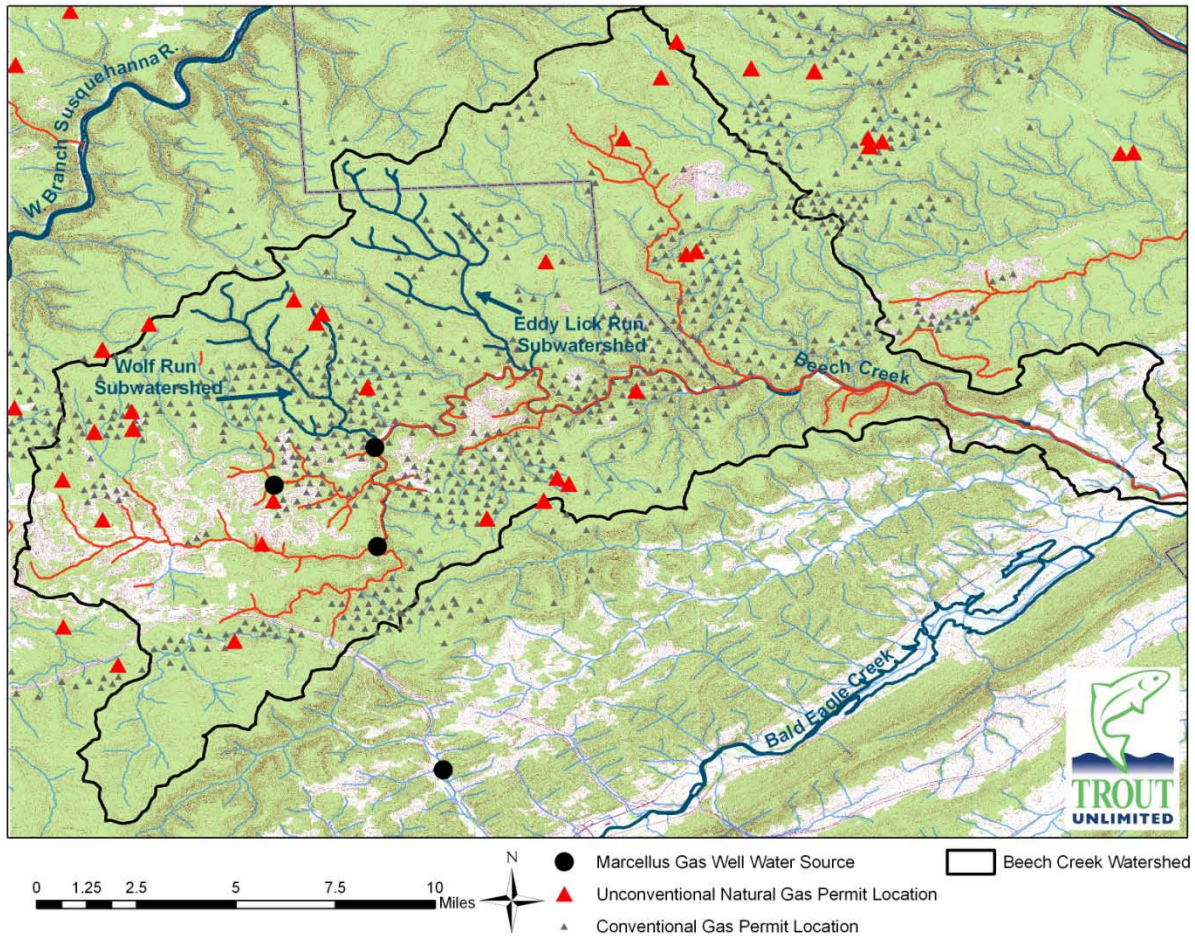 W. Branch Susquehanna R.
Eddy Lick Run
Subwatershed
Wolf Run
Subwatershed
Beech Creek
Bald Eagle Creek
TROUT
UNLIMITED
N
0 1.25 2.5 5 7.5 10
Miles
Marcellus Gas Well Water Source
Unconventional Natural Gas Permit Location
Conventional Gas Permit Location
Beech Creek Watershed